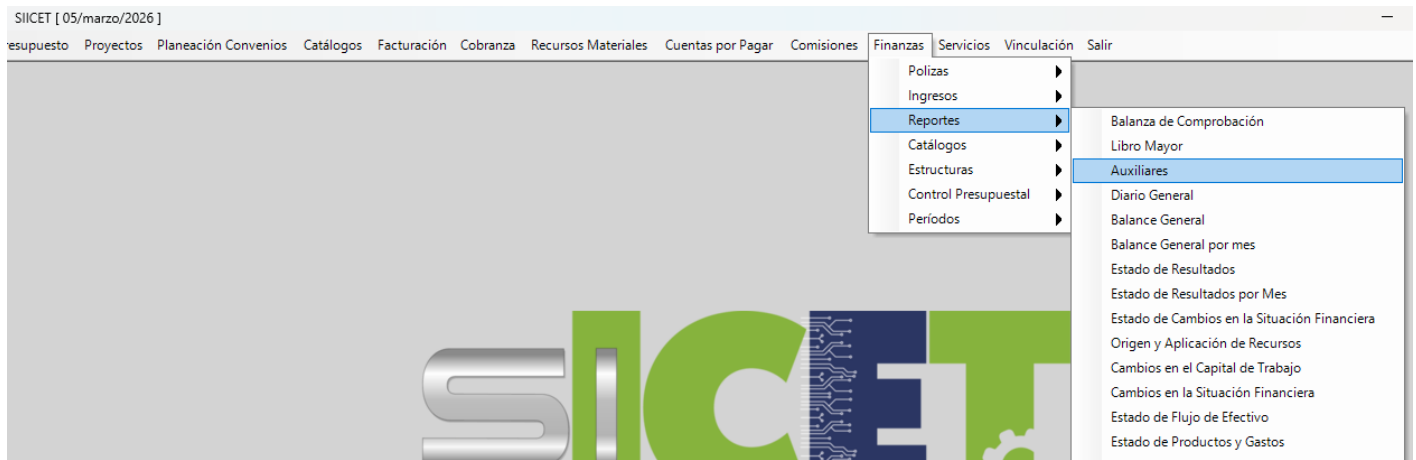 SIICET [ 05/marzo/2026 ]
esupuesto Proyectos Planeación Convenios Catálogos Facturación Cobranza Recursos Materiales Cuentas por Pagar Comisiones Finanzas Servicios Vinculación Salir
Polizas
Ingresos
Reportes
Catálogos
Estructuras
Control Presupuestal
Períodos
Balanza de Comprobación
Libro Mayor
Auxiliares
Diario General
Balance General
Balance General por mes
Estado de Resultados
Estado de Resultados por Mes
Estado de Cambios en la Situación Financiera
Origen y Aplicación de Recursos
Cambios en el Capital de Trabajo
Cambios en la Situación Financiera
Estado de Flujo de Efectivo
Estado de Productos y Gastos
SIICET